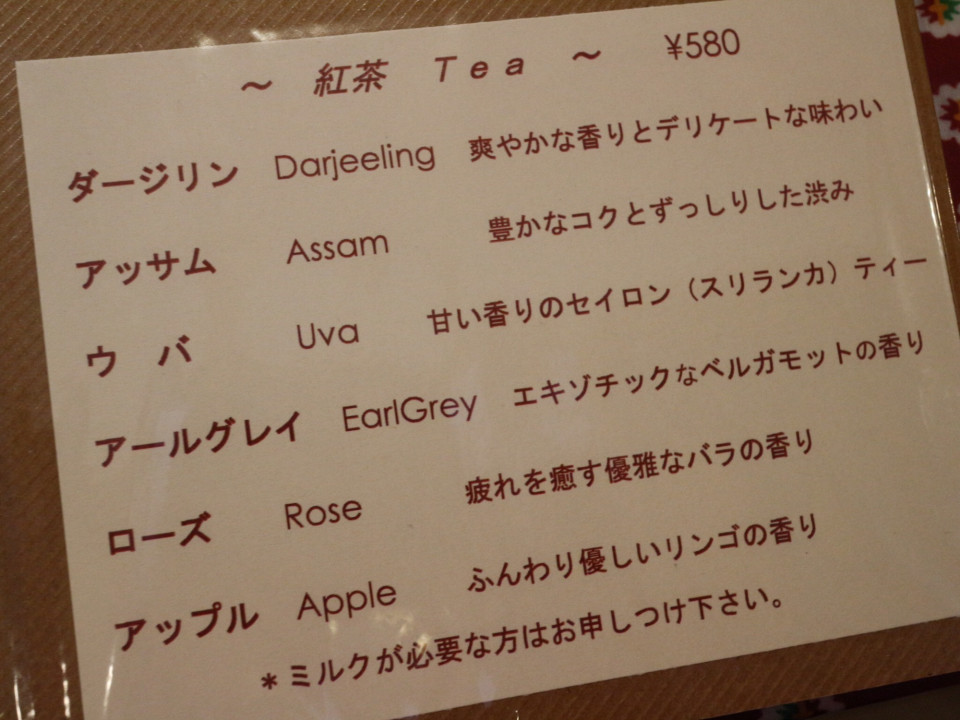 ～ 紅茶 Tea ～ ¥580
ダージリン Darjeeling 爽やかな香りとデリケートな味わい
アッサム Assam 豊かなコクとずっしりした渋み
ウバ Uva 甘い香りのセイロン（スリランカ）ティー
アールグレイ EarlGrey エキゾチックなベルガモットの香り
ローズ Rose 疲れを癒す優雅なバラの香り
アップル Apple ふんわり優しいリンゴの香り
＊ミルクが必要な方はお申しつけ下さい。